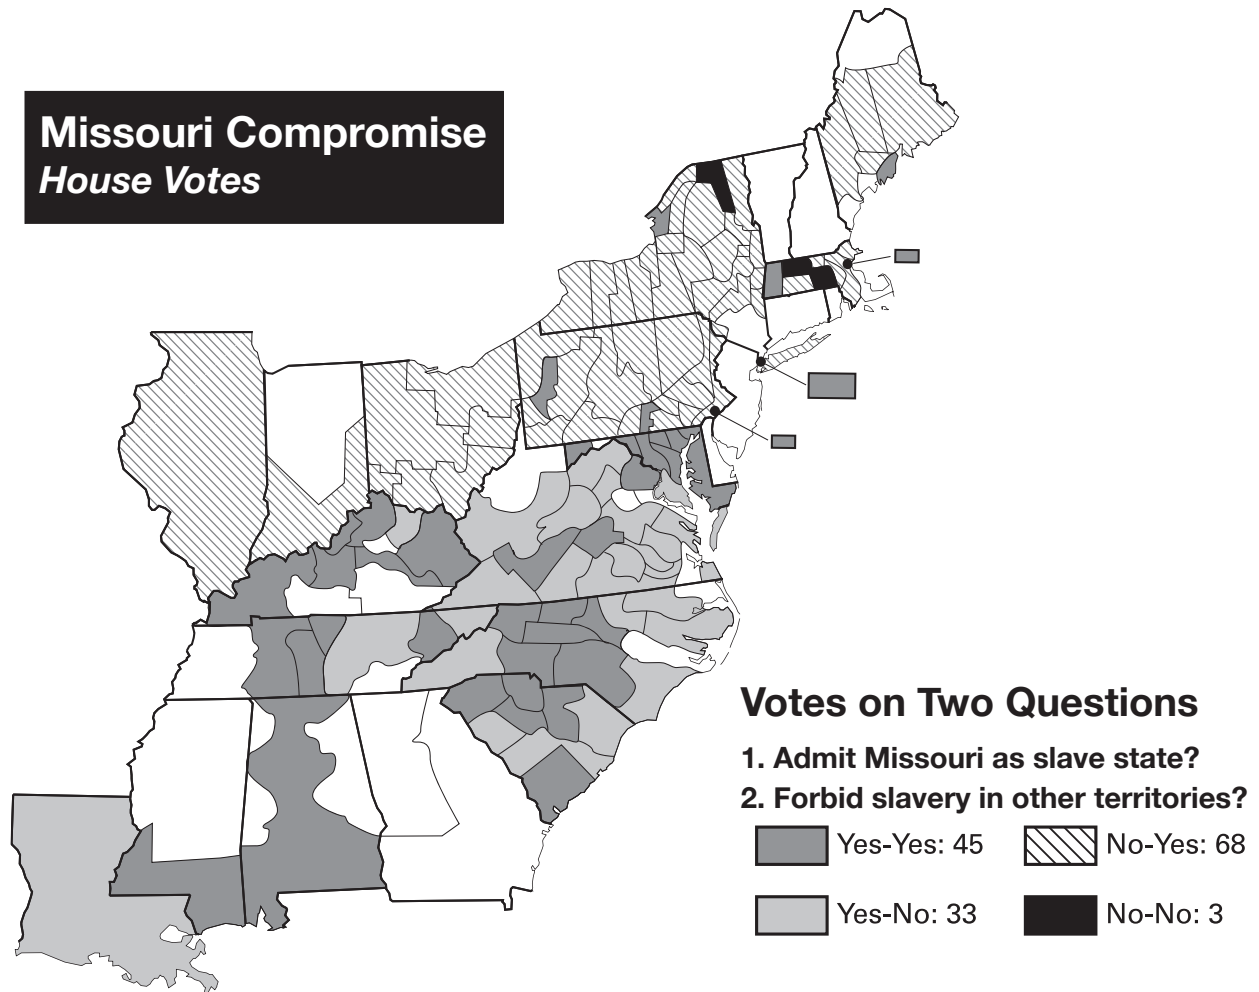 Missouri Compromise
House Votes
Votes on Two Questions
1. Admit Missouri as slave state?
2. Forbid slavery in other territories?
Yes-Yes: 45
No-Yes: 68
Yes-No: 33
No-No: 3